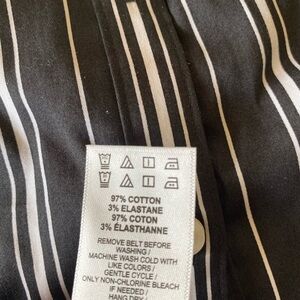 97% COTTON
3% ELASTANE
97% COTON
3% ÉLASTHANNE
REMOVE BELT BEFORE
WASHING /
MACHINE WASH COLD WITH
LIKE COLORS /
GENTLE CYCLE /
ONLY NON-CHLORINE BLEACH
IF NEEDED /
HANG DRY /